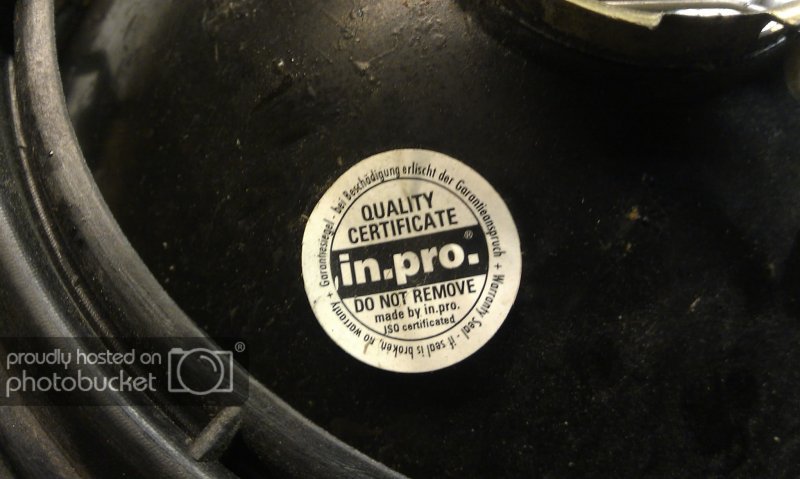 Garantiesiegel - bei Beschädigung erlischt der Garantieanspruch + Warranty Seal - if seal is broken, no warranty +
QUALITY
CERTIFICATE
in.pro.®
DO NOT REMOVE
made by in.pro.
ISO certificated
proudly hosted on
photobucket®